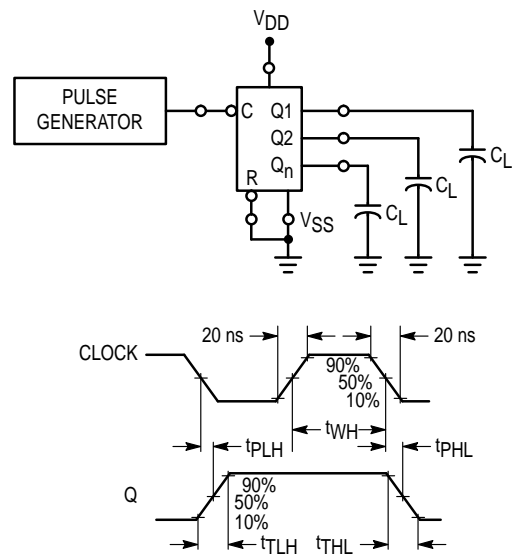 VDD
PULSE
GENERATOR
C
Q1
Q2
Qn
R
VSS
CL
CL
CL
20 ns
20 ns
CLOCK
90%
50%
10%
tWH
tPLH
tPHL
Q
90%
50%
10%
tTLH
tTHL